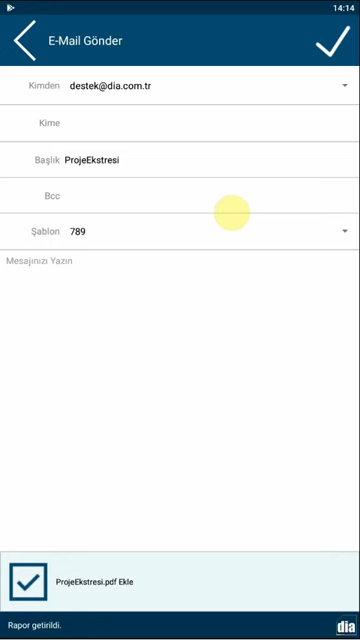 14:14
E-Mail Gönder
Kimden destek@dia.com.tr
Kime
Başlık ProjeEkstresi
Bcc
Şablon 789
Mesajınızı Yazın
ProjeEkstresi.pdf Ekle
Rapor getirildi.
dia